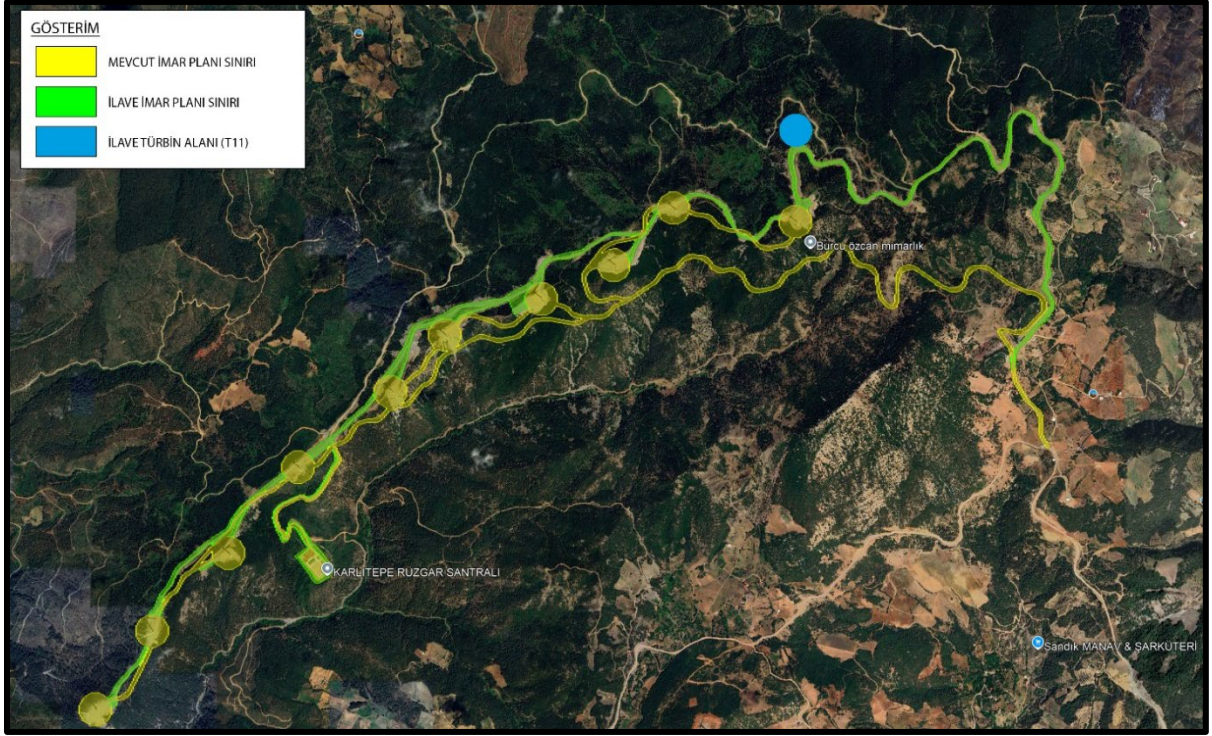 GÖSTERİM
MEVCUT İMAR PLANI SINIRI
İLAVE İMAR PLANI SINIRI
İLAVE TÜRBİN ALANI (T11)
Burcu özcan mimarlık
KARLITEPE RÜZGAR SANTRALI
Sandık MANAV & ŞARKÜTERİ